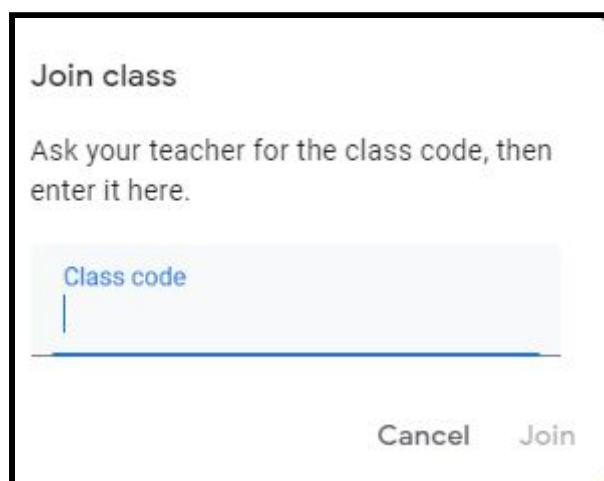 Join class
Ask your teacher for the class code, then
enter it here.
Class code
Cancel Join